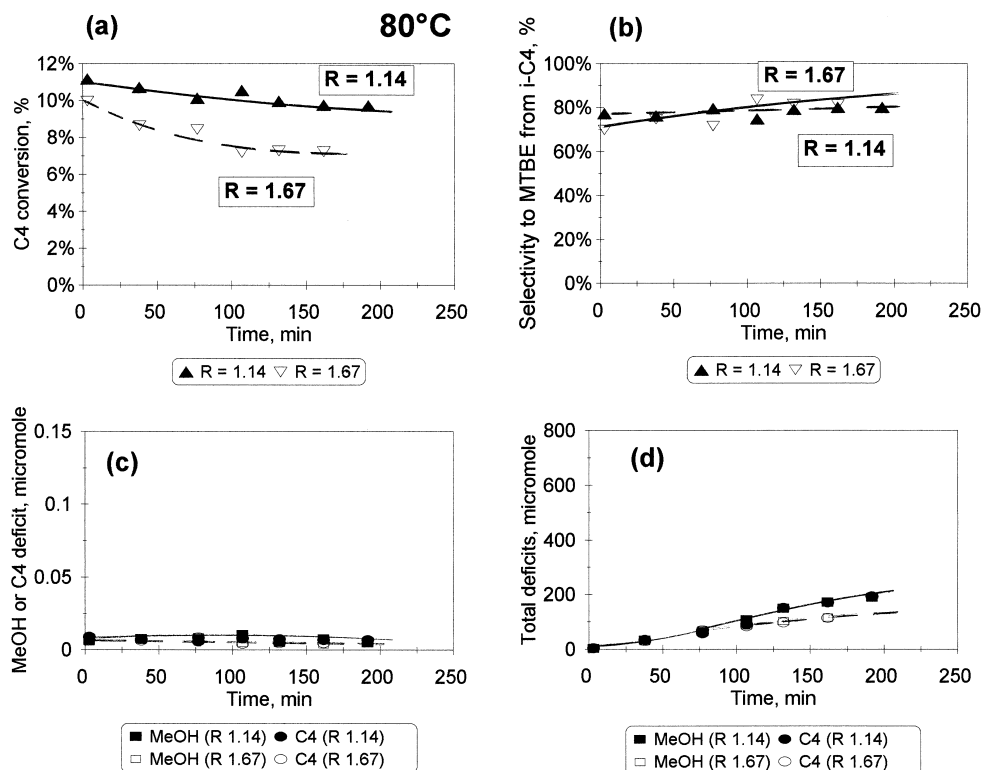 (a)
80°C
12%
10%
8%
6%
4%
2%
0%
C4 conversion, %
R = 1.14
R = 1.67
0 50 100 150 200 250
Time, min
▲ R = 1.14 ▽ R = 1.67
(b)
100%
80%
60%
40%
80%
0%
Selectivity to MTBE from i-C4, %
R = 1.67
R = 1.14
0 50 100 150 200 250
Time, min
▲ R = 1.14 ▽ R = 1.67
(c)
0.15
0.1
0.05
0
MeOH or C4 deficit, micromole
0 50 100 150 200 250
Time, min
■ MeOH (R 1.14) ● C4 (R 1.14)
□ MeOH (R 1.67) ○ C4 (R 1.67)
(d)
800
600
400
200
0
Total deficits, micromole
0 50 100 150 200 250
Time, min
■ MeOH (R 1.14) ● C4 (R 1.14)
□ MeOH (R 1.67) ○ C4 (R 1.67)